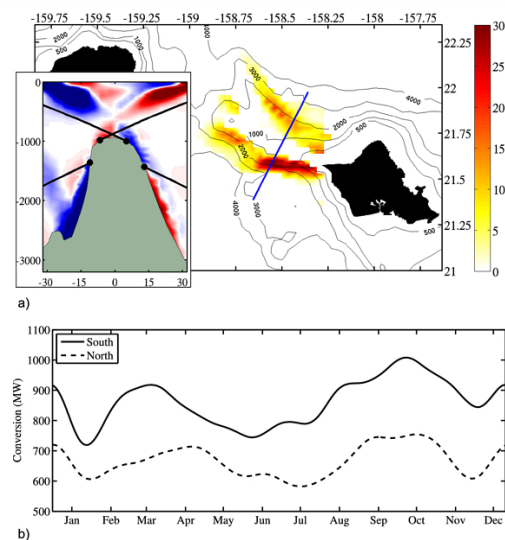 -159.75 -159.5 -159.25 -158.75 -158.5 -158.25 -158 -157.75
2000 500 1000 4000 22.25 30
3000 4000 22 25
0 2000 500 20
-1000 1000 21.75 15
2000
-2000 21.5 10
4000 3000
-3000 500 21.25 5
21 0
-30 -15 0 15 30
a)
1100
South
North
1000
900
800
700
600
500
Conversion (MW)
Jan Feb Mar Apr May Jun Jul Aug Sep Oct Nov Dec
b)